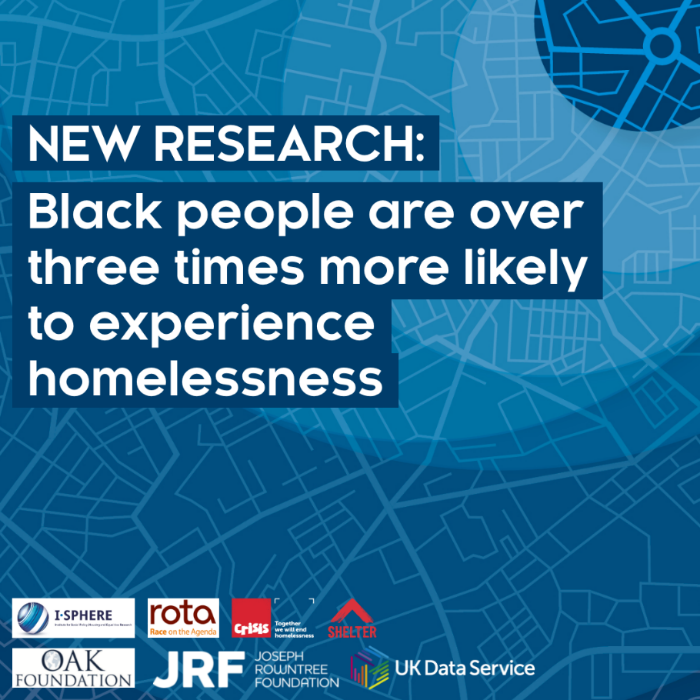 NEW RESEARCH:
Black people are over
three times more likely
to experience
homelessness
I·SPHERE
rota
Race on the Agenda
CRISIS
Together
we will end
homelessness
SHELTER
OAK
FOUNDATION
JRF
JOSEPH
ROWNTREE
FOUNDATION
UK Data Service